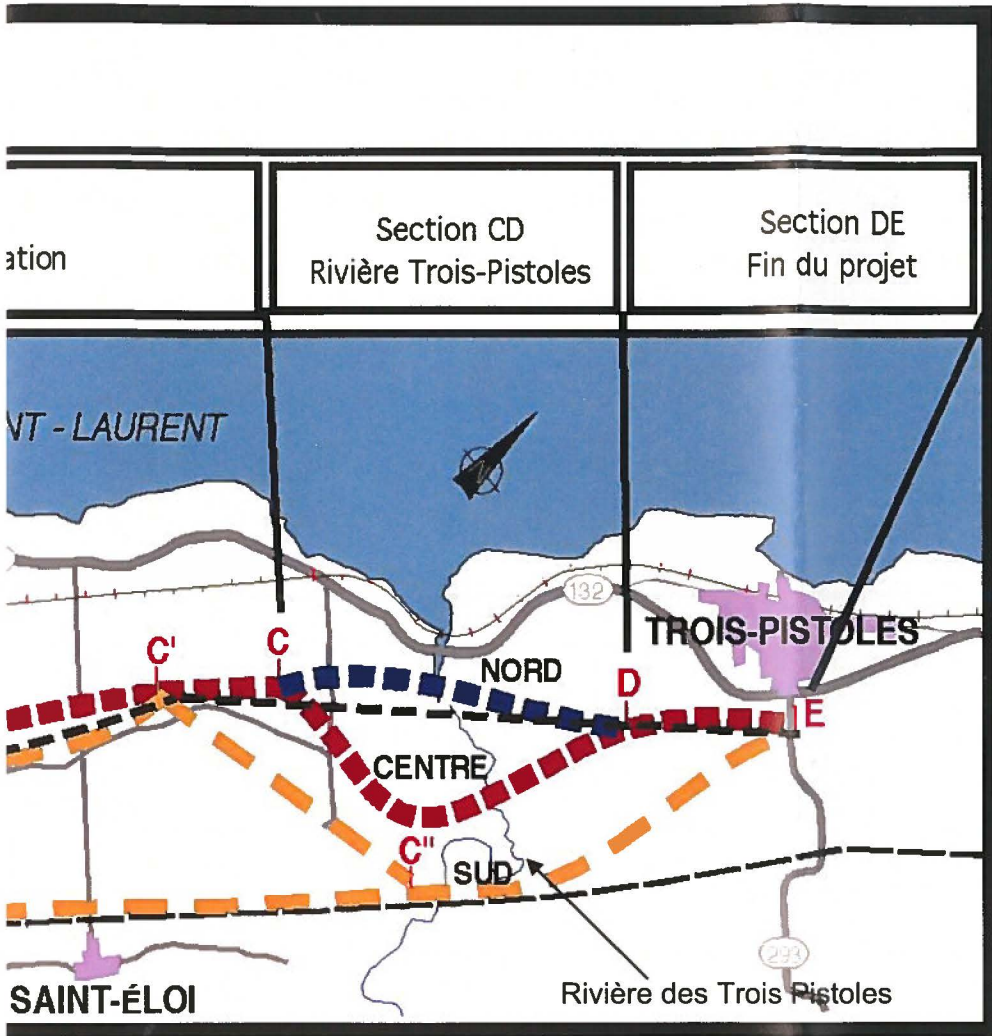 ation
Section CD
Rivière Trois-Pistoles
Section DE
Fin du projet
NT - LAURENT
132
TROIS-PISTOLES
C'
C
NORD
D
E
CENTRE
C"
SUD
293
SAINT-ÉLOI
Rivière des Trois Pistoles